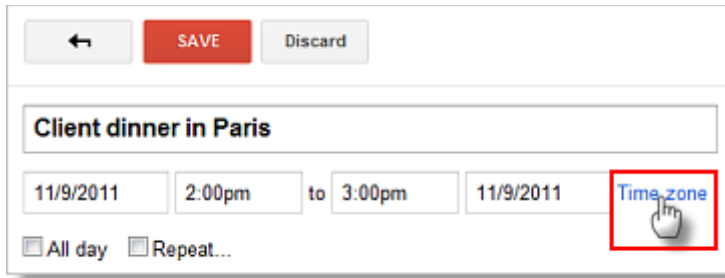 SAVE Discard
Client dinner in Paris
11/9/2011 2:00pm to 3:00pm 11/9/2011 Time zone
All day Repeat...